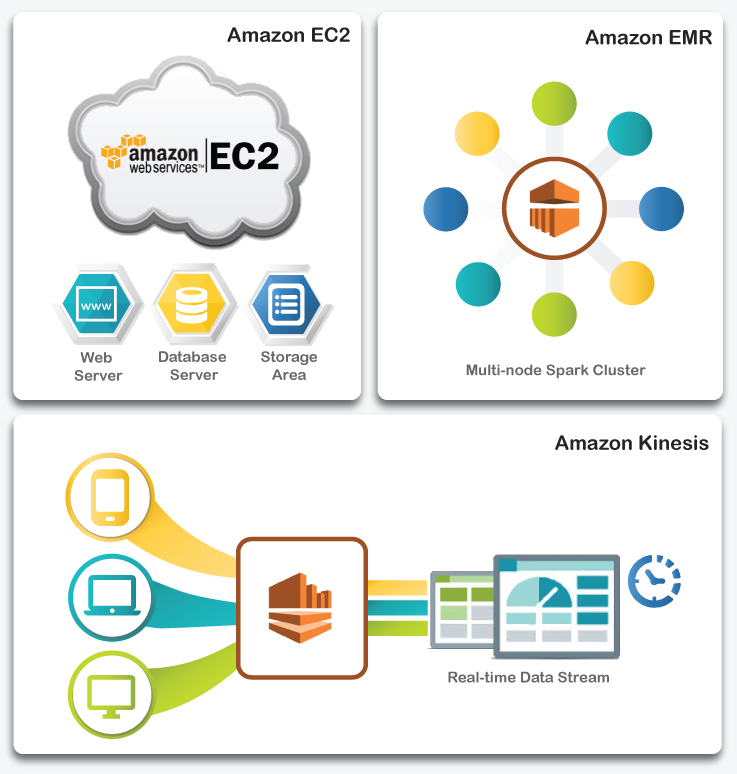 Amazon EC2
amazon
web services™
EC2
www
Web
Server
Database
Server
Storage
Area
Amazon EMR
Multi-node Spark Cluster
Amazon Kinesis
Real-time Data Stream